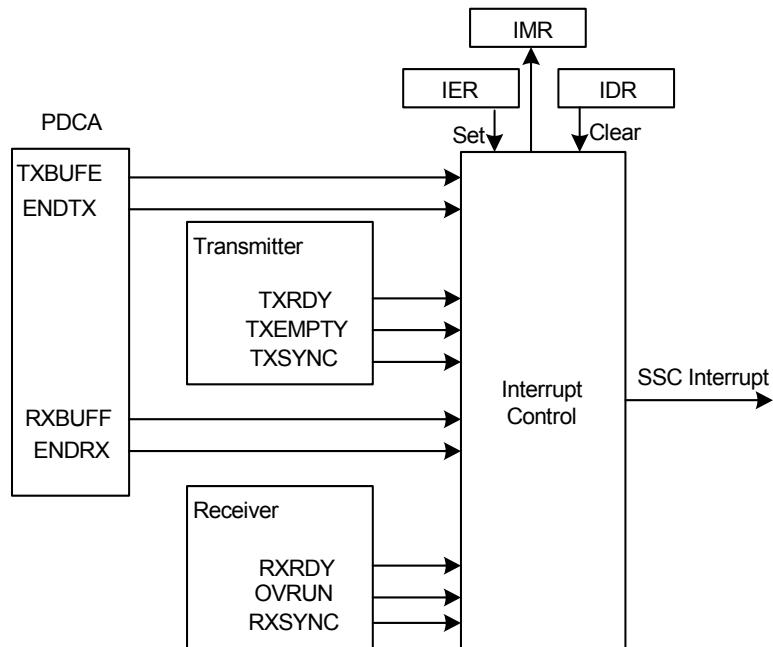 IMR
IER
IDR
PDCA
Set
Clear
TXBUFE
ENDTX
Transmitter
TXRDY
TXEMPTY
TXSYNC
SSC Interrupt
Interrupt
Control
RXBUFF
ENDRX
Receiver
RXRDY
OVRUN
RXSYNC